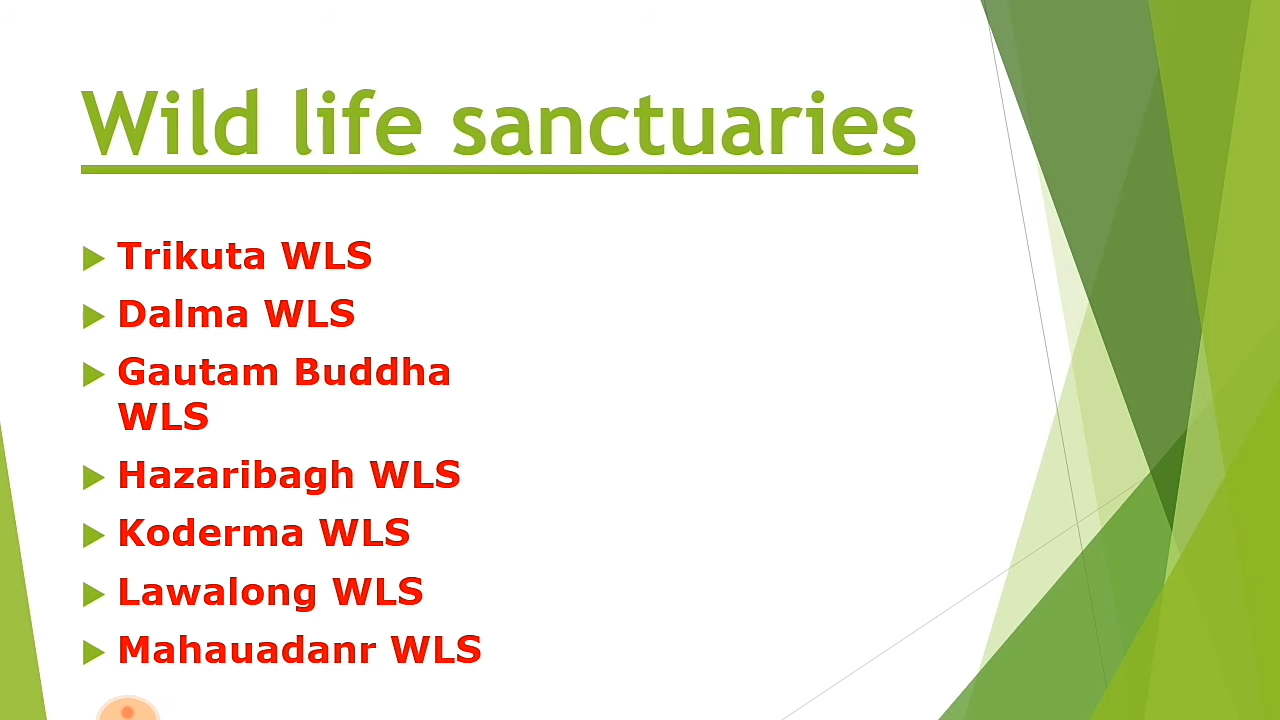 Wild life sanctuaries
Trikuta WLS
Dalma WLS
Gautam Buddha
WLS
Hazaribagh WLS
Koderma WLS
Lawalong WLS
Mahauadanr WLS